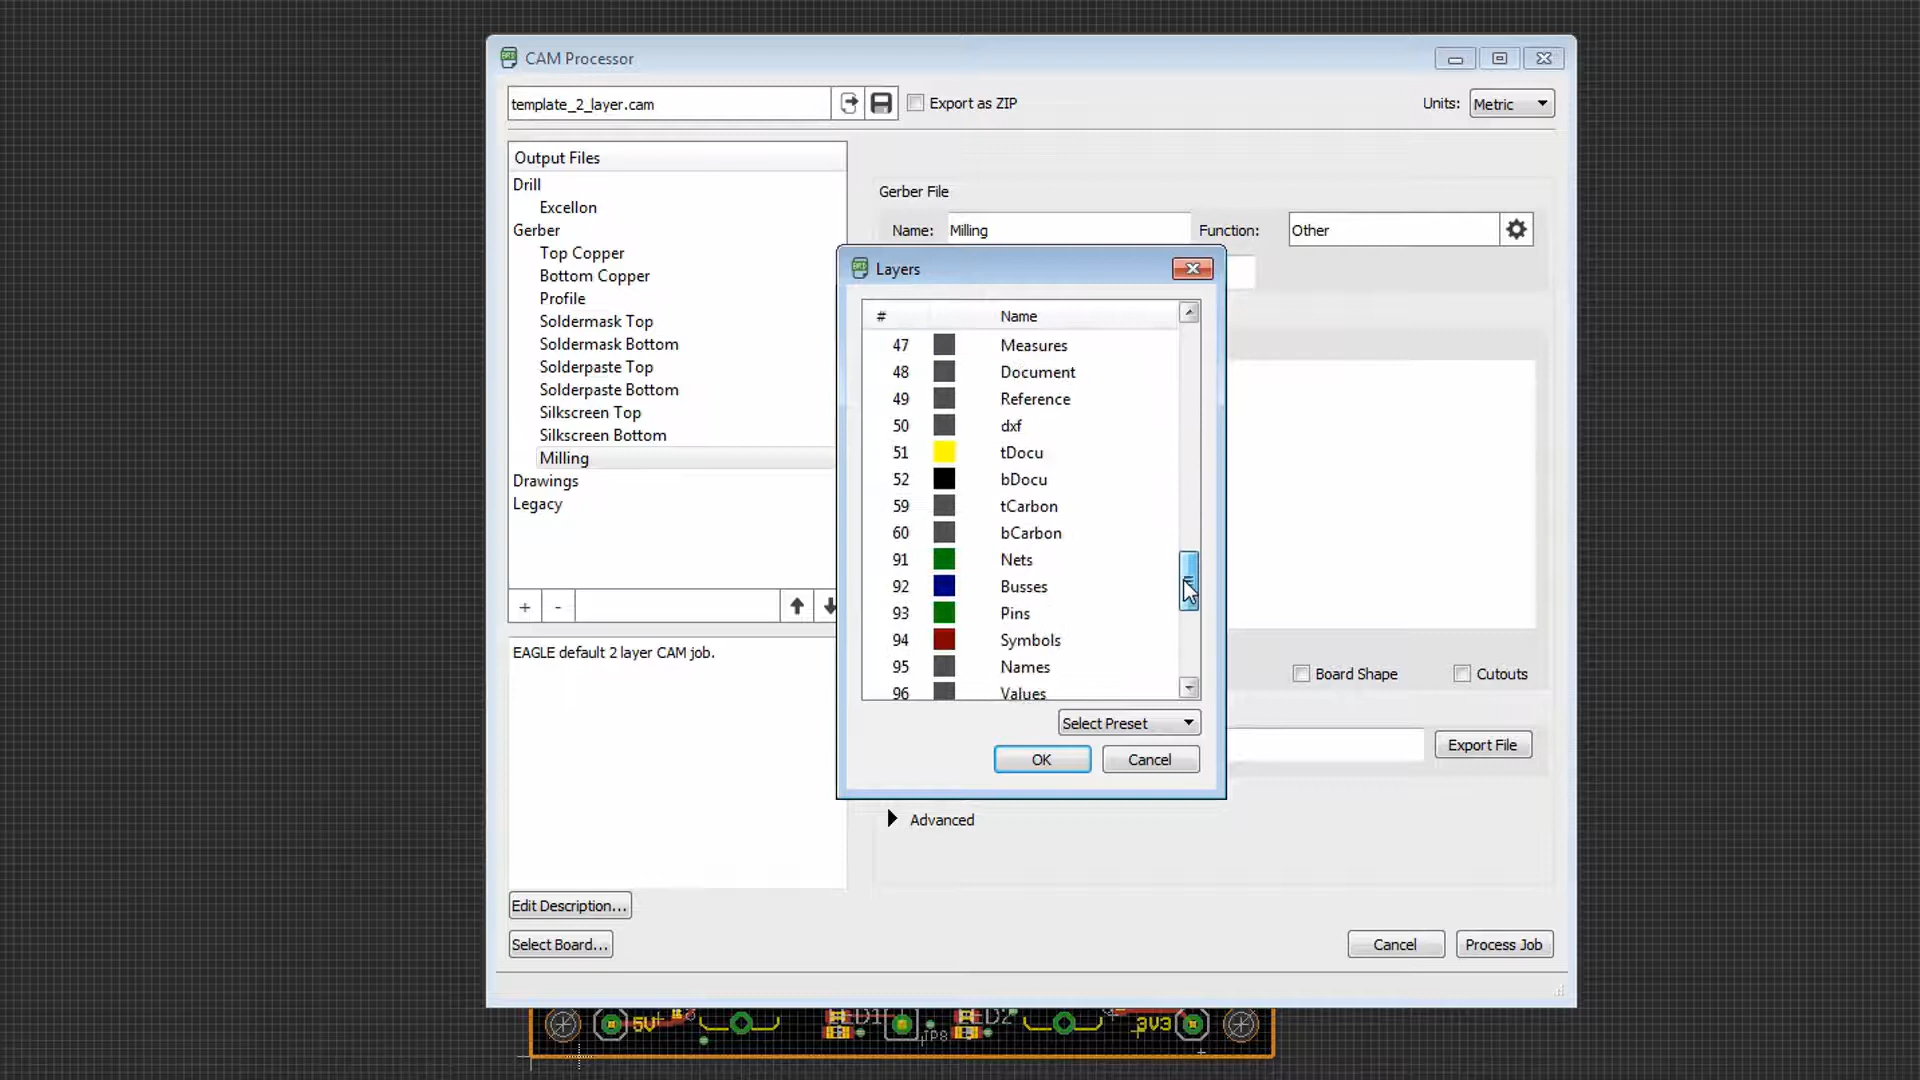 CAM Processor
template_2_layer.cam
Export as ZIP
Units: Metric
Output Files
Drill
Excellon
Gerber
Top Copper
Bottom Copper
Profile
Soldermask Top
Soldermask Bottom
Solderpaste Top
Solderpaste Bottom
Silkscreen Top
Silkscreen Bottom
Milling
Drawings
Legacy
+ -
EAGLE default 2 layer CAM job.
Edit Description...
Select Board...
Gerber File
Name: Milling Function: Other
Layers
# Name
47 Measures
48 Document
49 Reference
50 dxf
51 tDocu
52 bDocu
59 tCarbon
60 bCarbon
91 Nets
92 Busses
93 Pins
94 Symbols
95 Names
96 Values
Select Preset
OK Cancel
Board Shape Cutouts
Export File
Advanced
Cancel Process Job
5V JP8 3V3